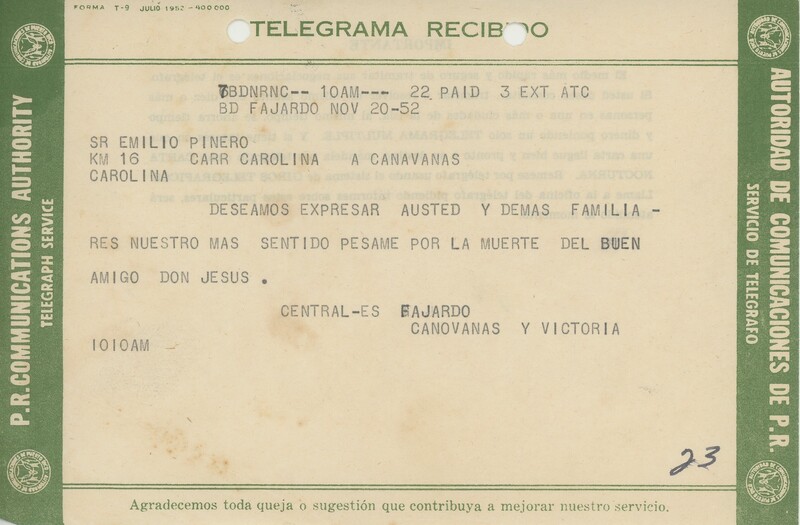 FORMA T-9 JULIO 1952-900000
TELEGRAMA RECIBIDO
7BDNRNC-- 10AM--- 22 PAID 3 EXT ATC
BD FAJARDO NOV 20-52
SR EMILIO PINERO
KM 16 CARR CAROLINA A CANAVANAS
CAROLINA
DESEAMOS EXPRESAR AUSTED Y DEMAS FAMILIA-
RES NUESTRO MAS SENTIDO PESAME POR LA MUERTE DEL BUEN
AMIGO DON JESUS .
CENTRAL-ES FAJARDO
CANOVANAS Y VICTORIA
1010AM
23
Agradecemos toda queja o sugestión que contribuya a mejorar nuestro servicio.
P.R. COMMUNICATIONS AUTHORITY
TELEGRAPH SERVICE
AUTORIDAD DE COMUNICACIONES DE P.R.
SERVICIO DE TELEGRAFO